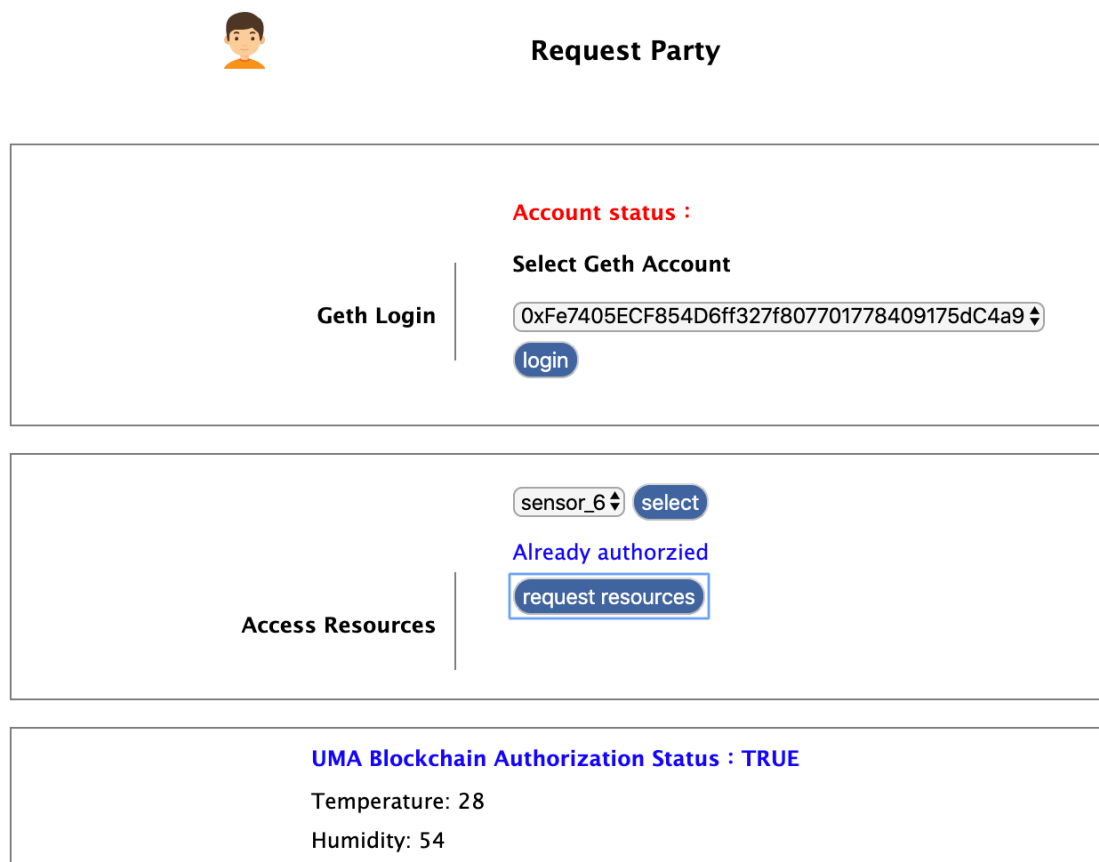 Request Party
Account status：
Select Geth Account
Geth Login
0xFe7405ECF854D6ff327f807701778409175dC4a9
login
sensor_6 select
Already authorzied
request resources
Access Resources
UMA Blockchain Authorization Status：TRUE
Temperature: 28
Humidity: 54